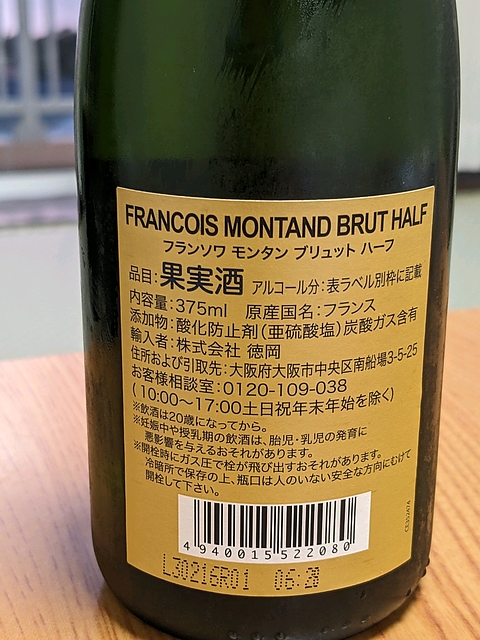 FRANCOIS MONTAND BRUT HALF
フランソワ モンタン ブリュット ハーフ
品目:果実酒 アルコール分:表ラベル別枠に記載
内容量:375ml 原産国名:フランス
添加物:酸化防止剤(亜硫酸塩)炭酸ガス含有
輸入者:株式会社 徳岡
住所および引取先:大阪府大阪市中央区南船場3-5-25
お客様相談室:0120-109-038
(10:00~17:00土日祝年末年始を除く)
※飲酒は20歳になってから。
※妊娠中や授乳期の飲酒は、胎児・乳児の発育に
悪影響を与えるおそれがあります。
※開栓時にガス圧で栓が飛び出すおそれがあります。
冷暗所で保存の上、瓶口は人のいない安全な方向にむけて
開栓して下さい。
4 940015 522080
L30216R01 06:20